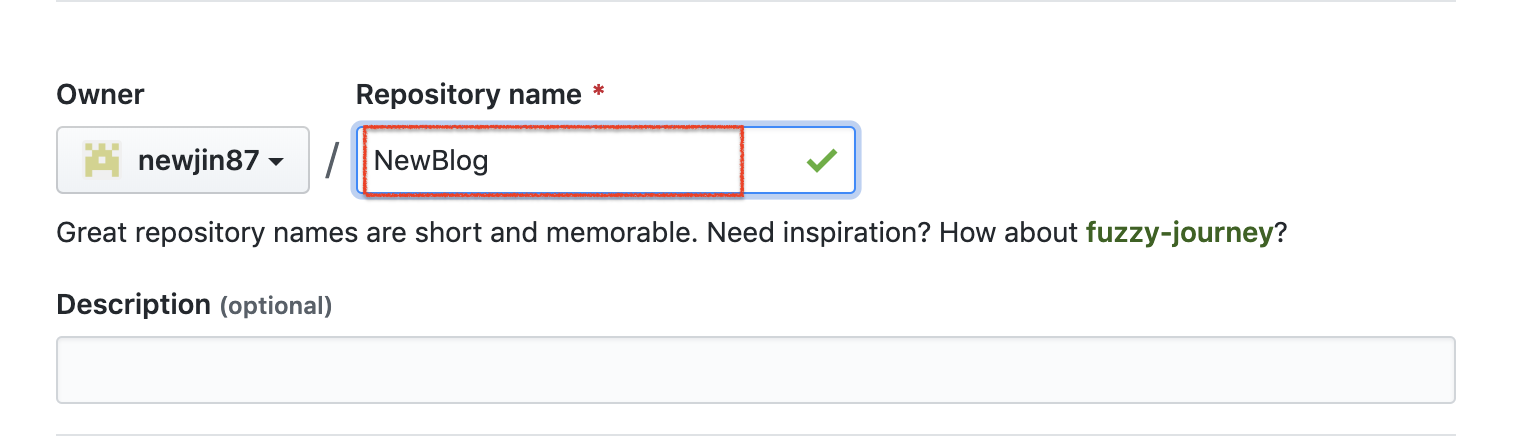 Owner
Repository name *
newjin87 / NewBlog
Great repository names are short and memorable. Need inspiration? How about fuzzy-journey?
Description (optional)